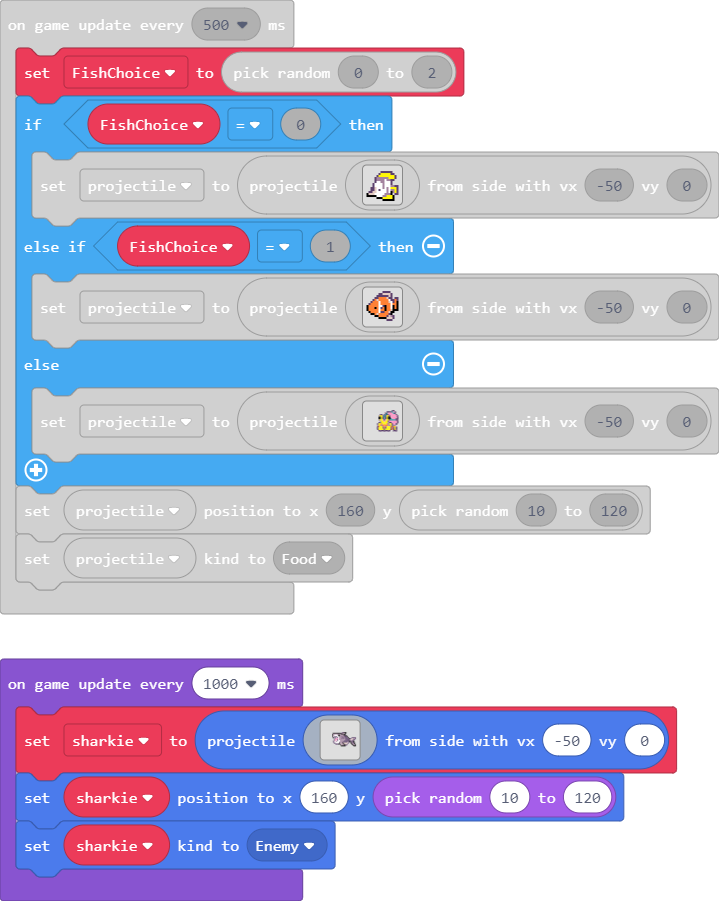 on game update every 500 ms
set FishChoice to pick random 0 to 2
if FishChoice = 0 then
set projectile to projectile from side with vx -50 vy 0
else if FishChoice = 1 then
set projectile to projectile from side with vx -50 vy 0
else
set projectile to projectile from side with vx -50 vy 0
set projectile position to x 160 y pick random 10 to 120
set projectile kind to Food
on game update every 1000 ms
set sharkie to projectile from side with vx -50 vy 0
set sharkie position to x 160 y pick random 10 to 120
set sharkie kind to Enemy